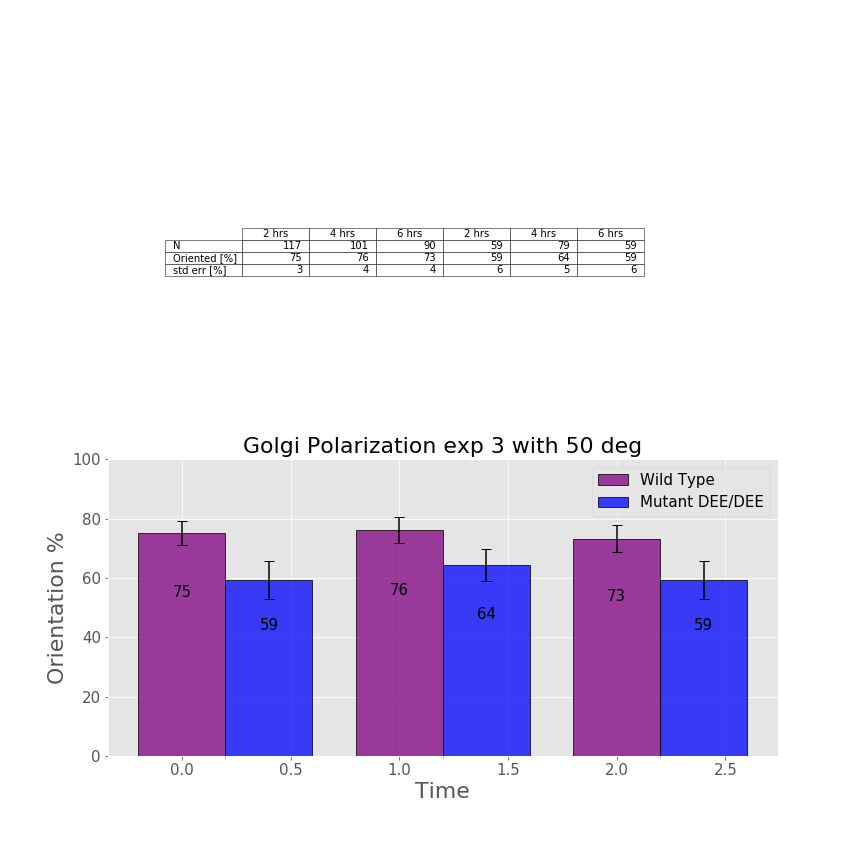 2 hrs 4 hrs 6 hrs 2 hrs 4 hrs 6 hrs
N 117 101 90 59 79 59
Oriented [%] 75 76 73 59 64 59
std err [%] 3 4 4 6 5 6
Golgi Polarization exp 3 with 50 deg
100
80
60
40
20
0
Orientation %
Wild Type
Mutant DEE/DEE
75
59
76
64
73
59
0.0 0.5 1.0 1.5 2.0 2.5
Time